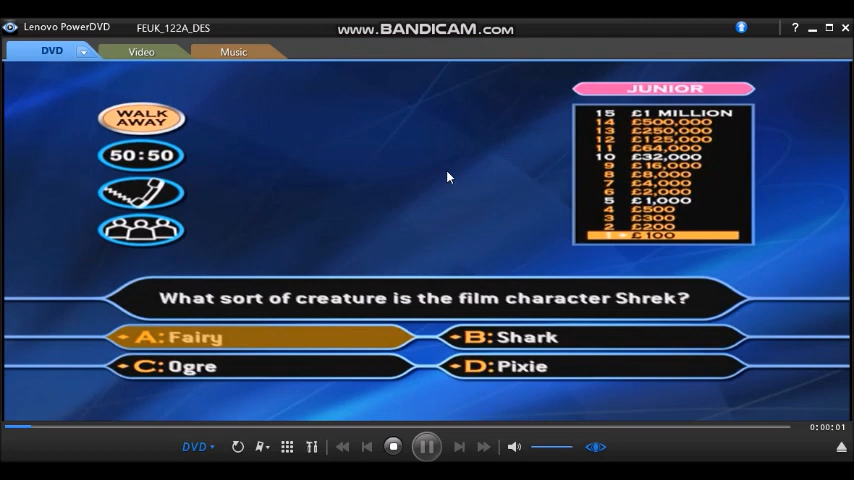 Lenovo PowerDVD
FEUK_122A_DES
www.BANDICAM.com
?
DVD
Video
Music
WALK AWAY
50:50
JUNIOR
15 £1 MILLION
14 £500,000
13 £250,000
12 £125,000
11 £64,000
10 £32,000
9 £16,000
8 £8,000
7 £4,000
6 £2,000
5 £1,000
4 £500
3 £300
2 £200
1 £100
What sort of creature is the film character Shrek?
A: Fairy
B: Shark
C: Ogre
D: Pixie
0:00:01
DVD